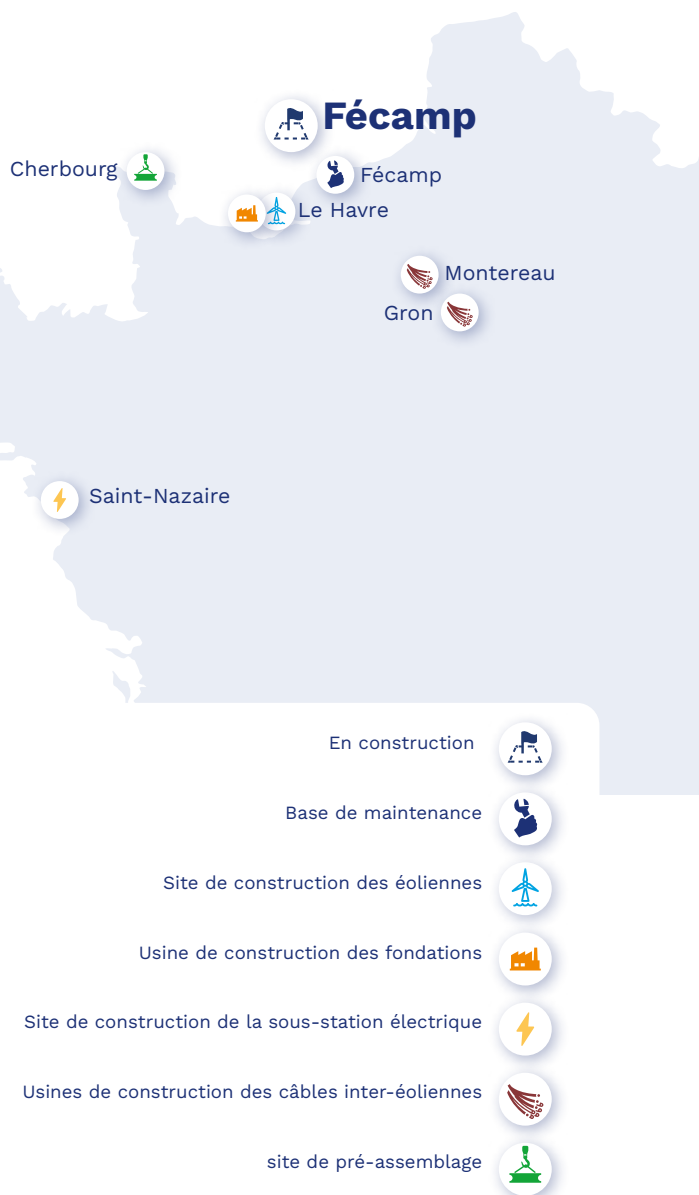 Fécamp
Cherbourg
Fécamp
Le Havre
Montereau
Gron
Saint-Nazaire
En construction
Base de maintenance
Site de construction des éoliennes
Usine de construction des fondations
Site de construction de la sous-station électrique
Usines de construction des câbles inter-éoliennes
site de pré-assemblage